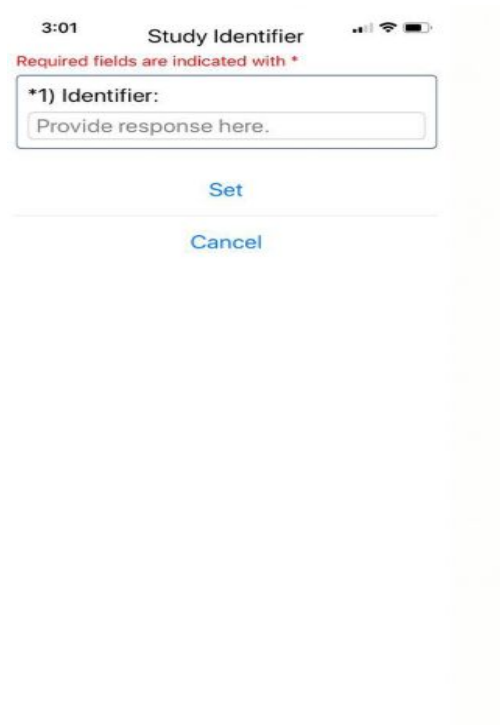 3:01
Study Identifier
Required fields are indicated with *
*1) Identifier:
Provide response here.
Set
Cancel